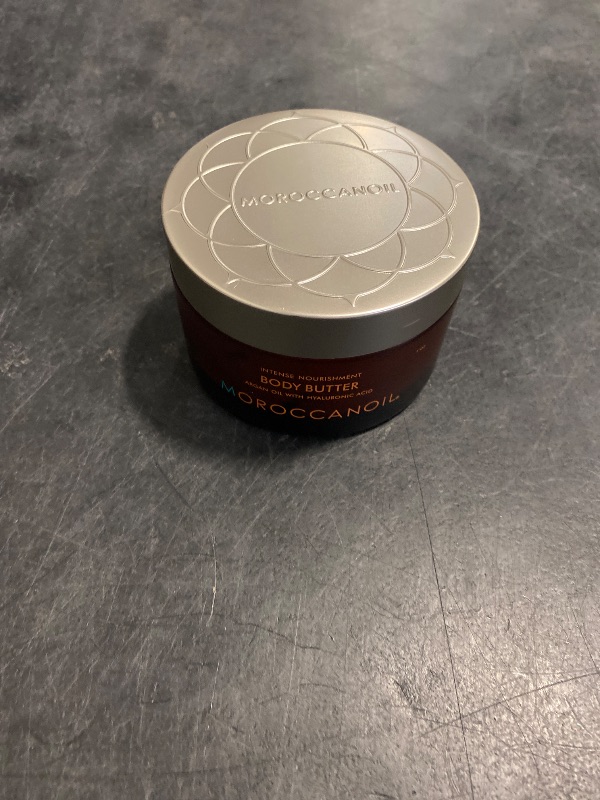 MOROCCANOIL
INTENSE NOURISHMENT
BODY BUTTER
ARGAN OIL WITH HYALURONIC ACID
MOROCCANOIL®